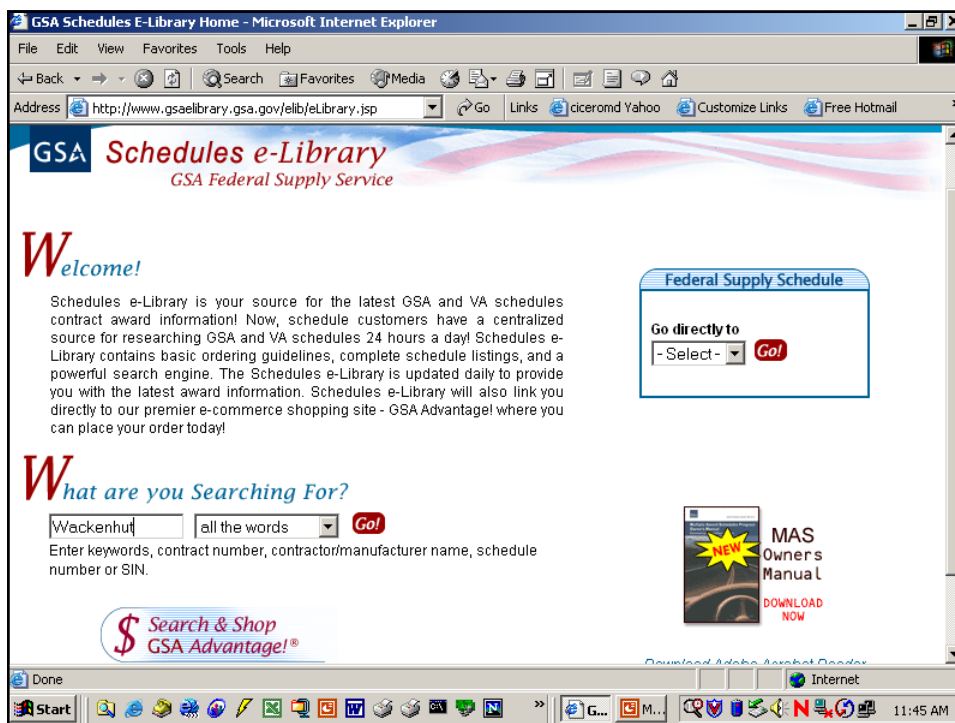 GSA Schedules E-Library Home - Microsoft Internet Explorer
File Edit View Favorites Tools Help
Back Search Favorites Media
Address http://www.gsaelibrary.gsa.gov/elib/eLibrary.jsp Go Links ciceromd Yahoo Customize Links Free Hotmail
GSA Schedules e-Library
GSA Federal Supply Service
Welcome!
Schedules e-Library is your source for the latest GSA and VA schedules
contract award information! Now, schedule customers have a centralized
source for researching GSA and VA schedules 24 hours a day! Schedules e-
Library contains basic ordering guidelines, complete schedule listings, and a
powerful search engine. The Schedules e-Library is updated daily to provide
you with the latest award information. Schedules e-Library will also link you
directly to our premier e-commerce shopping site - GSA Advantage! where you
can place your order today!
Federal Supply Schedule
Go directly to
- Select - Go!
What are you Searching For?
Wackenhut all the words Go!
Enter keywords, contract number, contractor/manufacturer name, schedule
number or SIN.
NEW
MAS
Owners
Manual
DOWNLOAD
NOW
$ Search & Shop
GSA Advantage!®
Download Adobe Acrobat Reader
Done Internet
Start » G... M... 11:45 AM